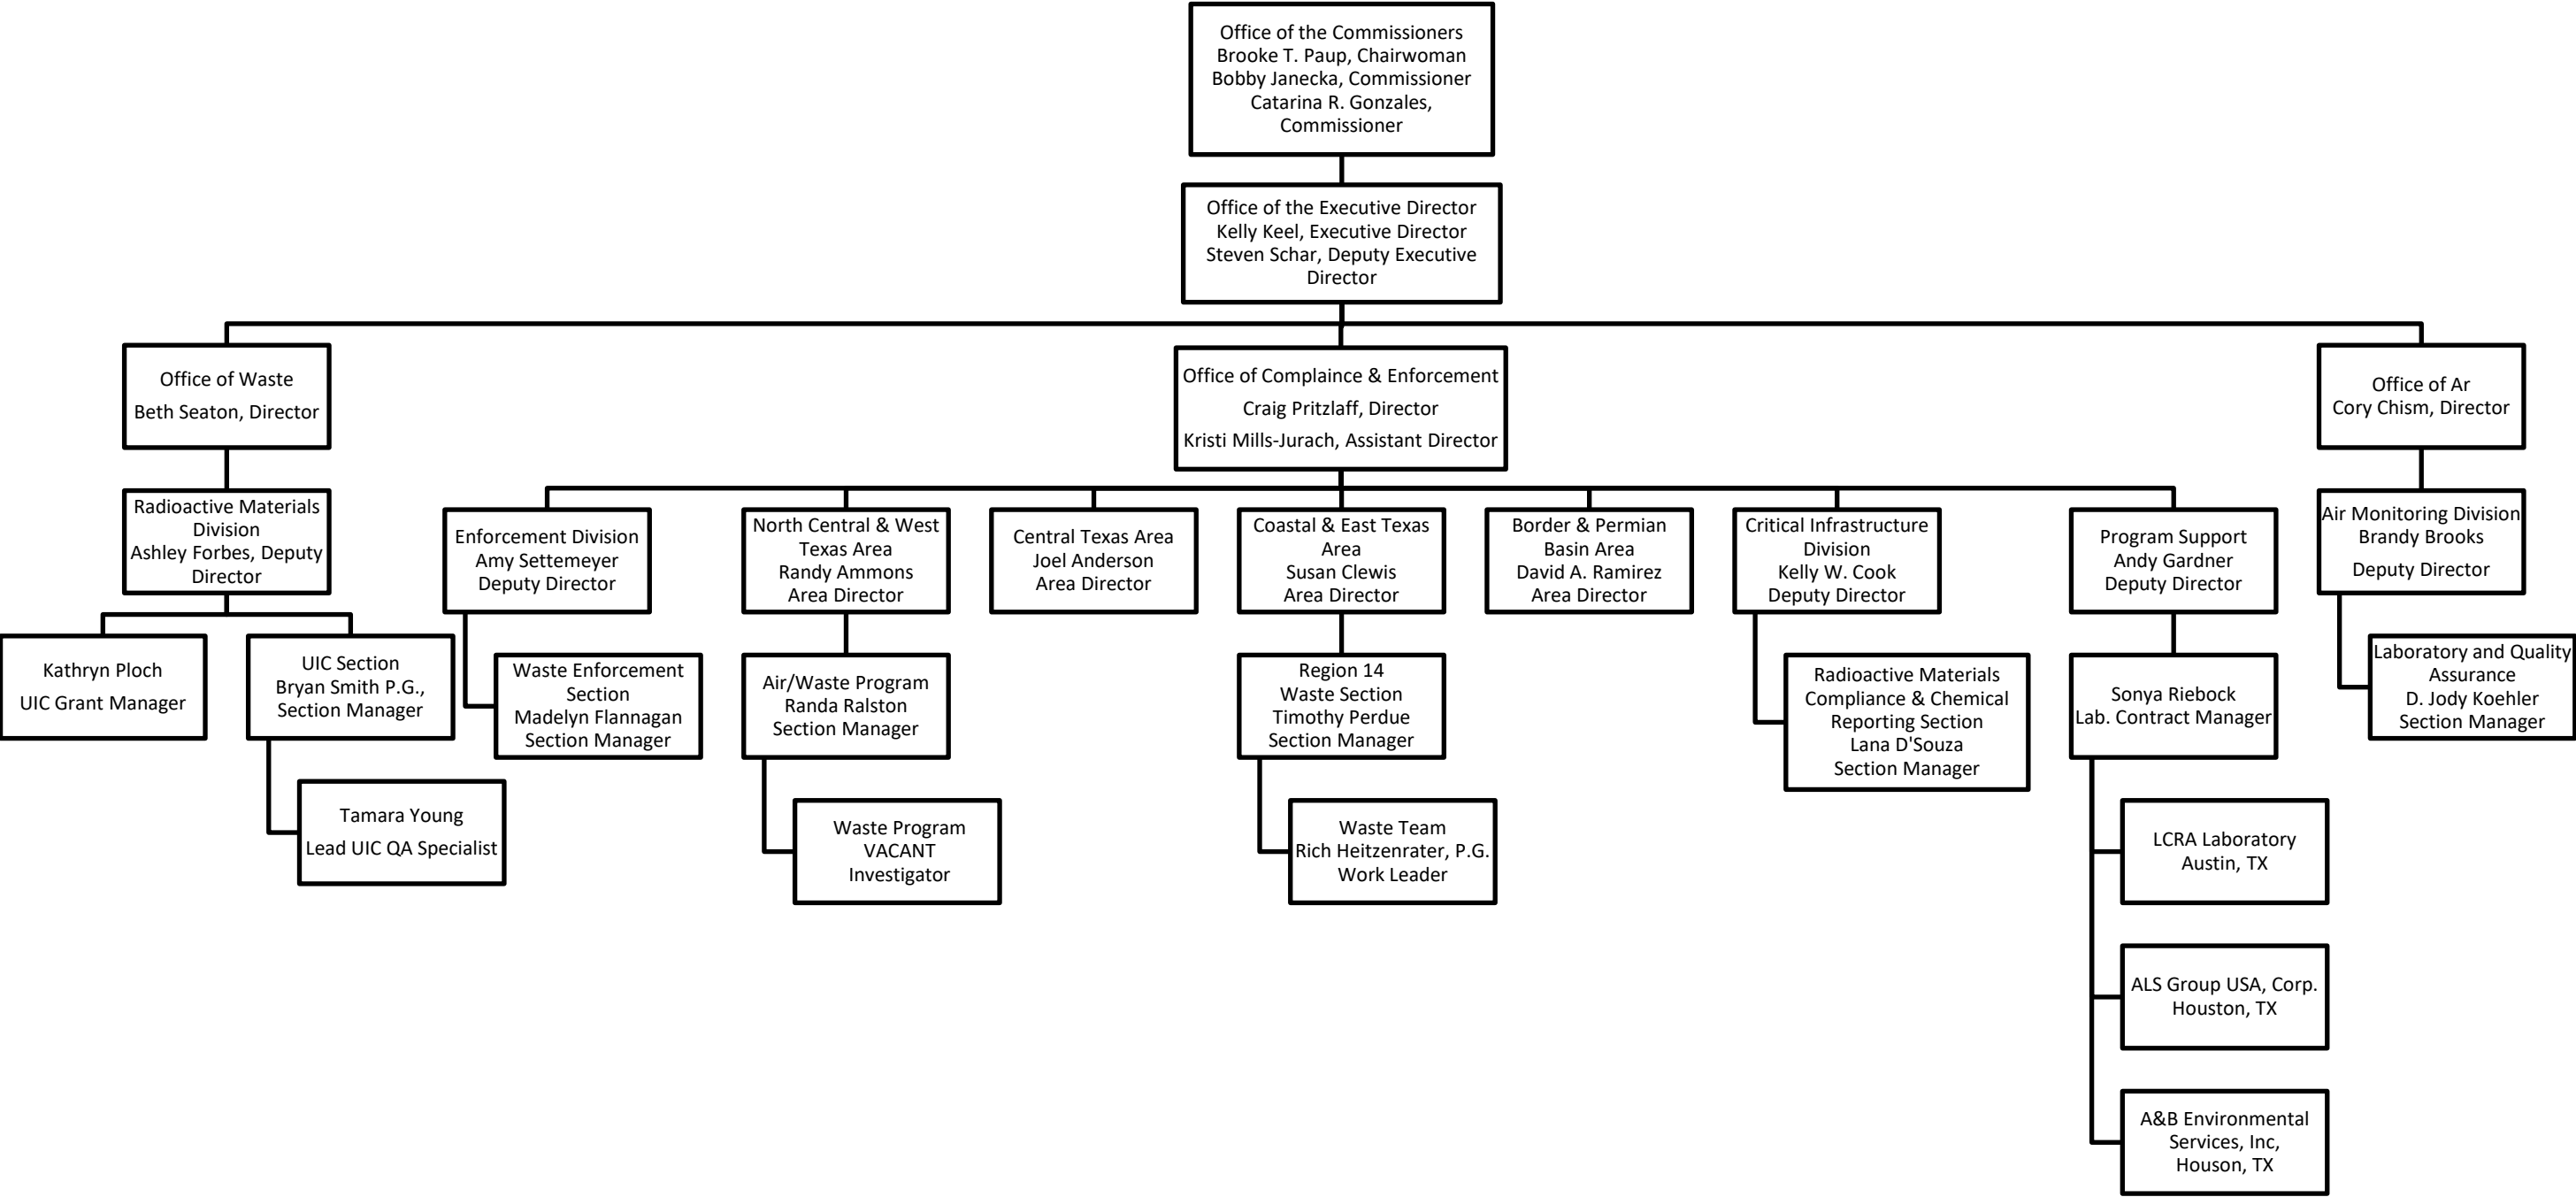 Office of the Commissioners
Brooke T. Paup, Chairwoman
Bobby Janecka, Commissioner
Catarina R. Gonzales,
Commissioner
Office of the Executive Director
Kelly Keel, Executive Director
Steven Schar, Deputy Executive
Director
Office of Waste
Beth Seaton, Director
Office of Complaince & Enforcement
Craig Pritzlaff, Director
Kristi Mills-Jurach, Assistant Director
Office of Ar
Cory Chism, Director
Radioactive Materials
Division
Ashley Forbes, Deputy
Director
Enforcement Division
Amy Settemeyer
Deputy Director
North Central & West
Texas Area
Randy Ammons
Area Director
Central Texas Area
Joel Anderson
Area Director
Coastal & East Texas
Area
Susan Clewis
Area Director
Border & Permian
Basin Area
David A. Ramirez
Area Director
Critical Infrastructure
Division
Kelly W. Cook
Deputy Director
Program Support
Andy Gardner
Deputy Director
Air Monitoring Division
Brandy Brooks
Deputy Director
Kathryn Ploch
UIC Grant Manager
UIC Section
Bryan Smith P.G.,
Section Manager
Waste Enforcement
Section
Madelyn Flannagan
Section Manager
Air/Waste Program
Randa Ralston
Section Manager
Region 14
Waste Section
Timothy Perdue
Section Manager
Radioactive Materials
Compliance & Chemical
Reporting Section
Lana D'Souza
Section Manager
Sonya Riebock
Lab. Contract Manager
Laboratory and Quality
Assurance
D. Jody Koehler
Section Manager
Tamara Young
Lead UIC QA Specialist
Waste Program
VACANT
Investigator
Waste Team
Rich Heitzenrater, P.G.
Work Leader
LCRA Laboratory
Austin, TX
ALS Group USA, Corp.
Houston, TX
A&B Environmental
Services, Inc,
Houson, TX